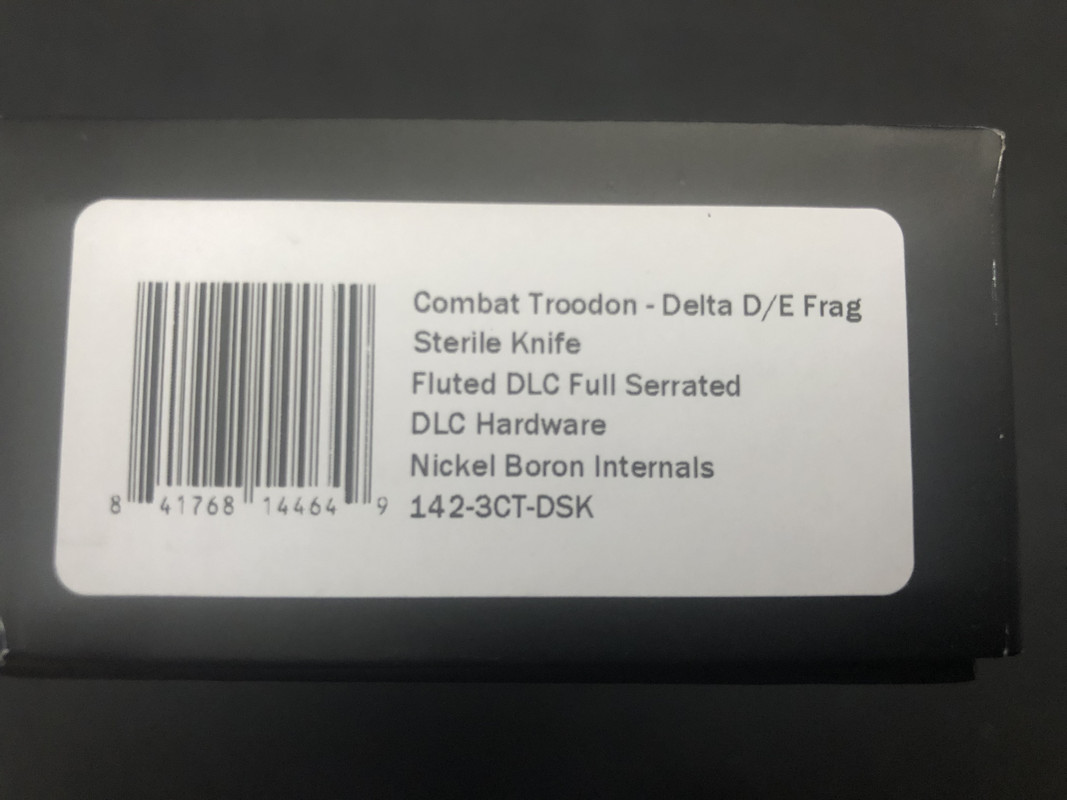 Combat Troodon - Delta D/E Frag
Sterile Knife
Fluted DLC Full Serrated
DLC Hardware
Nickel Boron Internals
142-3CT-DSK
8 41768 14464 9